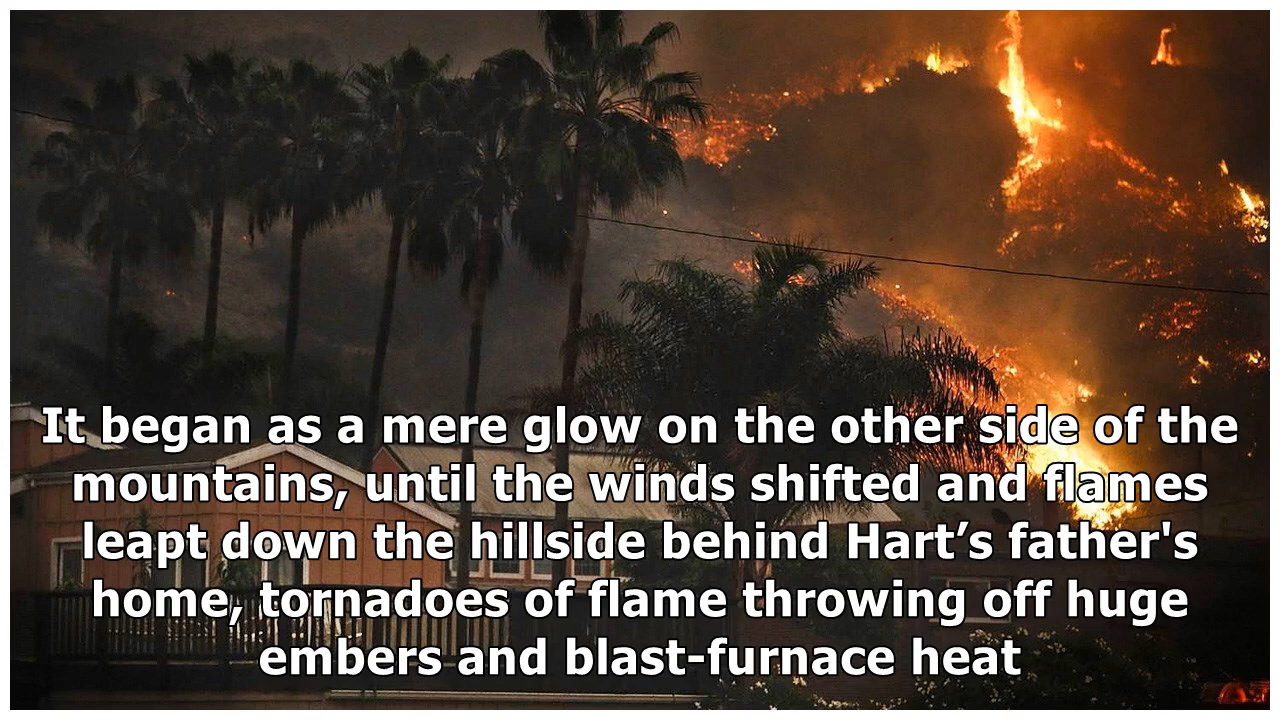 It began as a mere glow on the other side of the
mountains, until the winds shifted and flames
leapt down the hillside behind Hart’s father's
home, tornadoes of flame throwing off huge
embers and blast-furnace heat